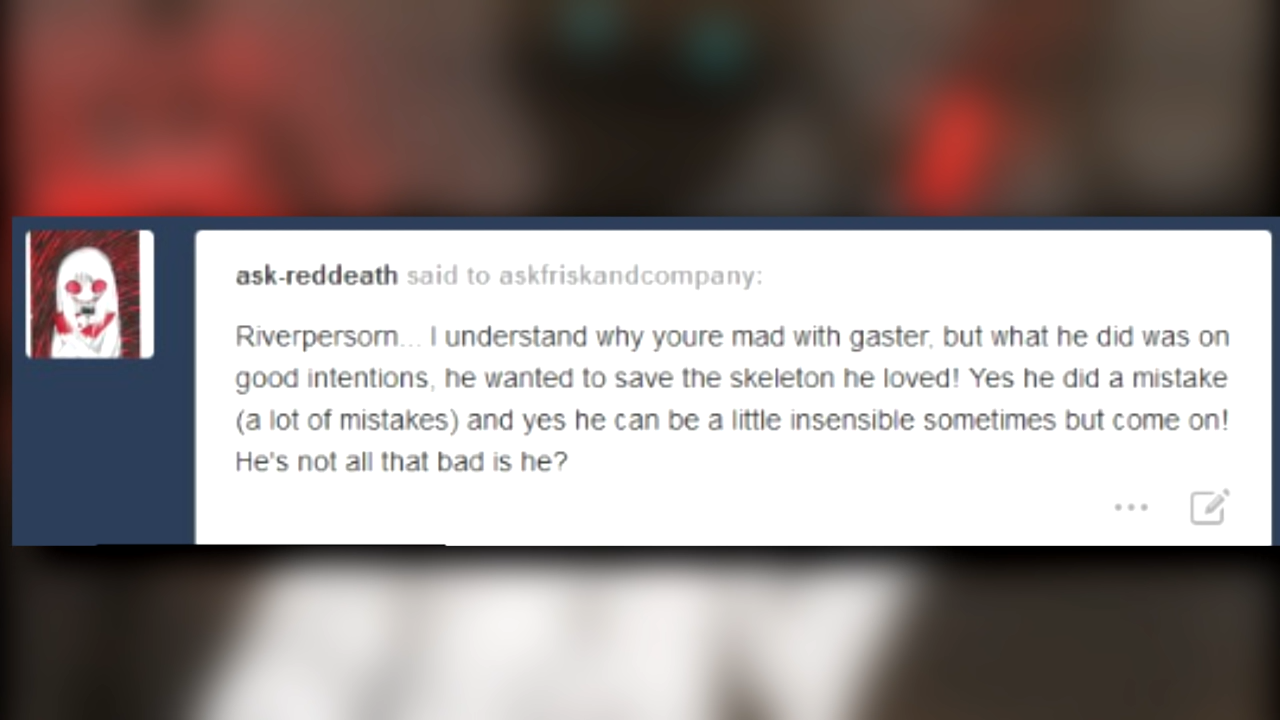 ask-reddeath said to askfriskandcompany:
Riverpersorn... I understand why youre mad with gaster, but what he did was on
good intentions, he wanted to save the skeleton he loved! Yes he did a mistake
(a lot of mistakes) and yes he can be a little insensible sometimes but come on!
He's not all that bad is he?